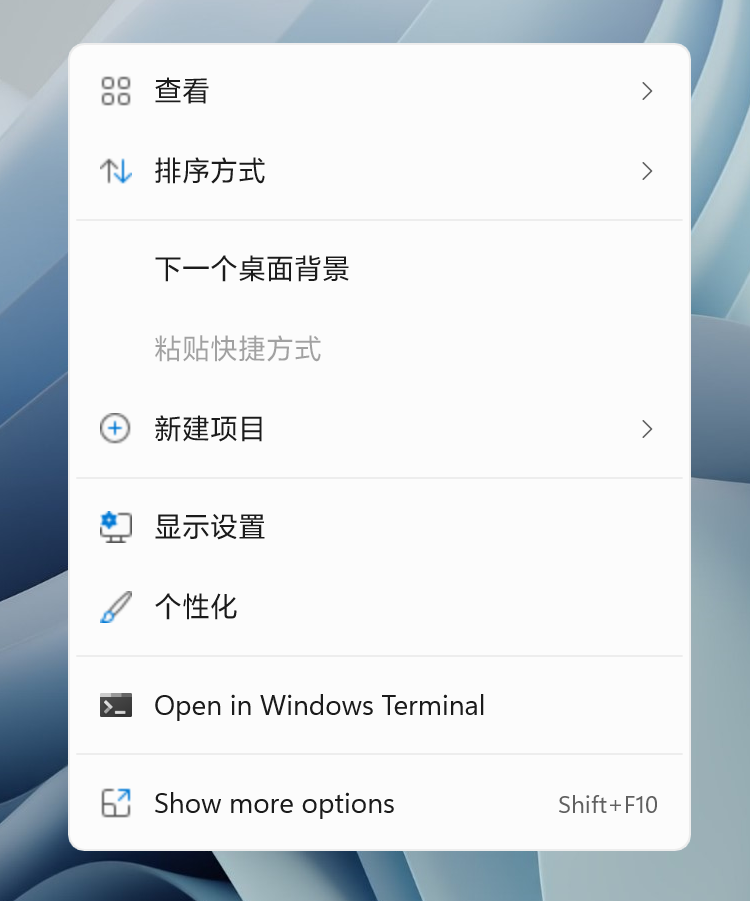 查看
排序方式
下一个桌面背景
粘贴快捷方式
新建项目
显示设置
个性化
Open in Windows Terminal
Show more options Shift+F10